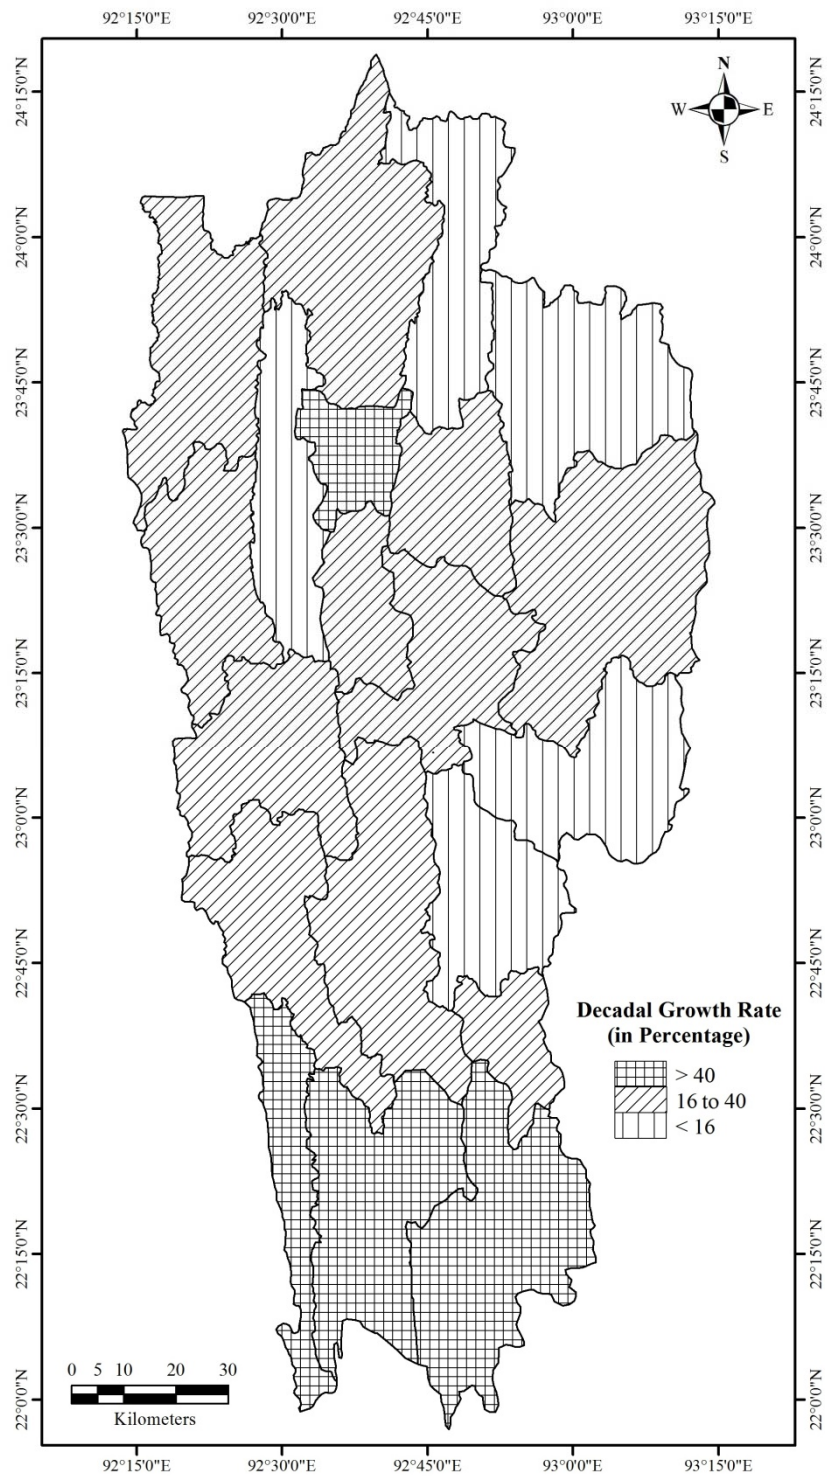 92°15'0"E 92°30'0"E 92°45'0"E 93°0'0"E 93°15'0"E
N
W E
S
24°15'0"N 24°15'0"N
24°0'0"N 24°0'0"N
23°45'0"N 23°45'0"N
23°30'0"N 23°30'0"N
23°15'0"N 23°15'0"N
23°0'0"N 23°0'0"N
22°45'0"N 22°45'0"N
Decadal Growth Rate
(in Percentage)
> 40
16 to 40
< 16
22°30'0"N 22°30'0"N
22°15'0"N 22°15'0"N
0 5 10 20 30
Kilometers
22°0'0"N 22°0'0"N
92°15'0"E 92°30'0"E 92°45'0"E 93°0'0"E 93°15'0"E